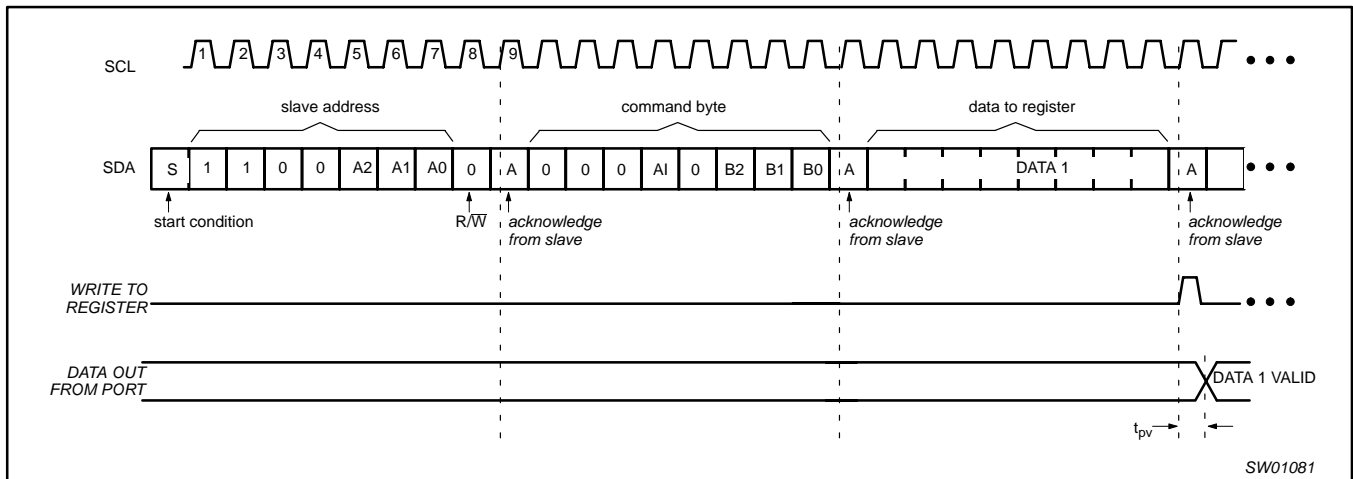 SCL 1 2 3 4 5 6 7 8 9 • • •
slave address command byte data to register
SDA S 1 1 0 0 A2 A1 A0 0 A 0 0 0 AI 0 B2 B1 B0 A DATA 1 A • • •
start condition R/W̅ acknowledge from slave acknowledge from slave acknowledge from slave
WRITE TO
REGISTER • • •
DATA OUT
FROM PORT
DATA 1 VALID
tpv
SW01081